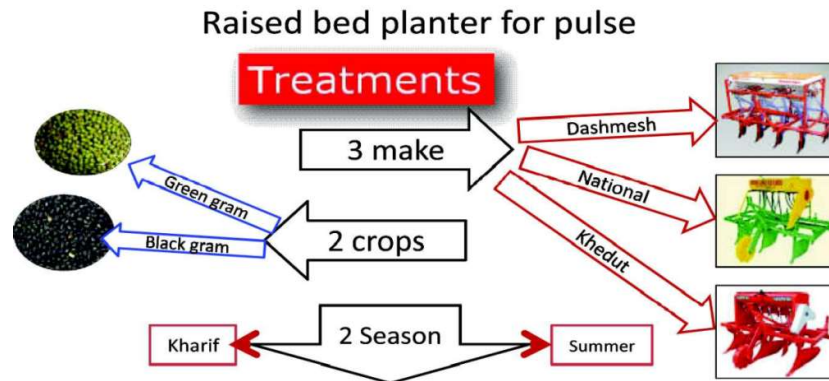 Raised bed planter for pulse
Treatments
3 make
Dashmesh
National
Khedut
2 crops
Green gram
Black gram
2 Season
Kharif
Summer